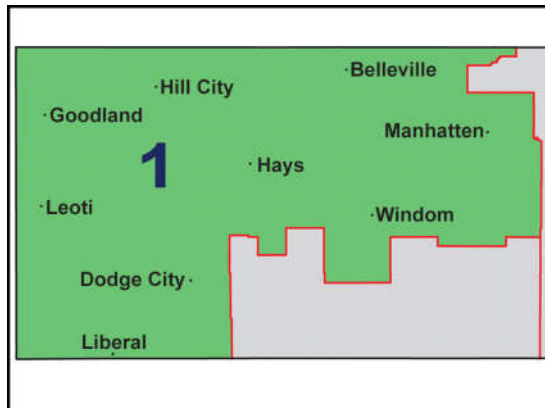 Belleville
Hill City
Goodland
Manhatten
1
Hays
Leoti
Windom
Dodge City
Liberal